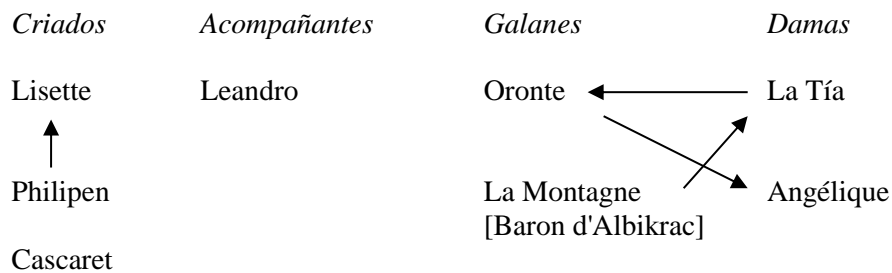 Criados Acompañantes Galanes Damas
Lisette Leandro Oronte La Tía
Philipen La Montagne Angélique
[Baron d'Albikrac]
Cascaret